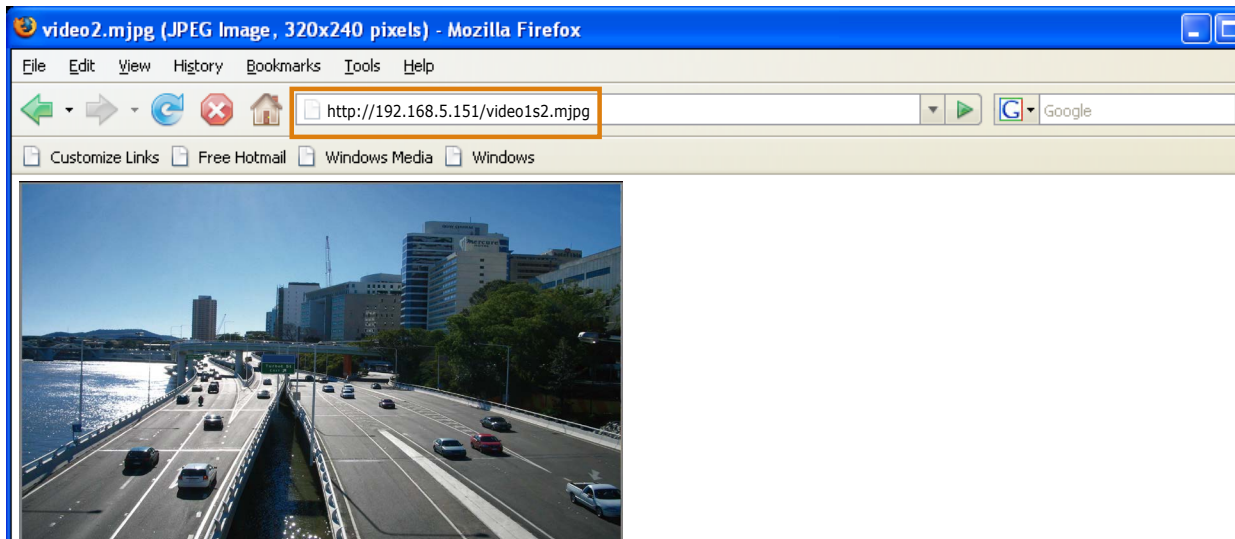 video2.mjpg (JPEG Image, 320x240 pixels) - Mozilla Firefox
File Edit View History Bookmarks Tools Help
http://192.168.5.151/video1s2.mjpg
G Google
Customize Links Free Hotmail Windows Media Windows
MERCURE